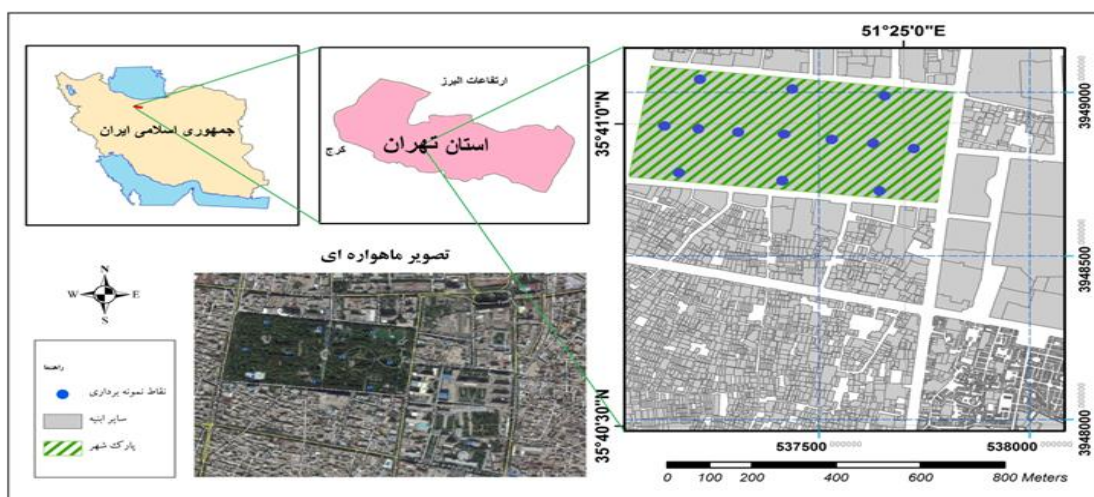 جمهوری اسلامی ایران
ارتفاعات البرز
استان تهران
کرج
51°25'0"E
35°41'0"N
35°40'30"N
3949000
3948500
3948000
537500
538000
0 100 200 400 600 800 Meters
تصویر ماهواره ای
N
W E
S
راهنما
نقاط نمونه برداری
سایر ابنیه
پارک شهر